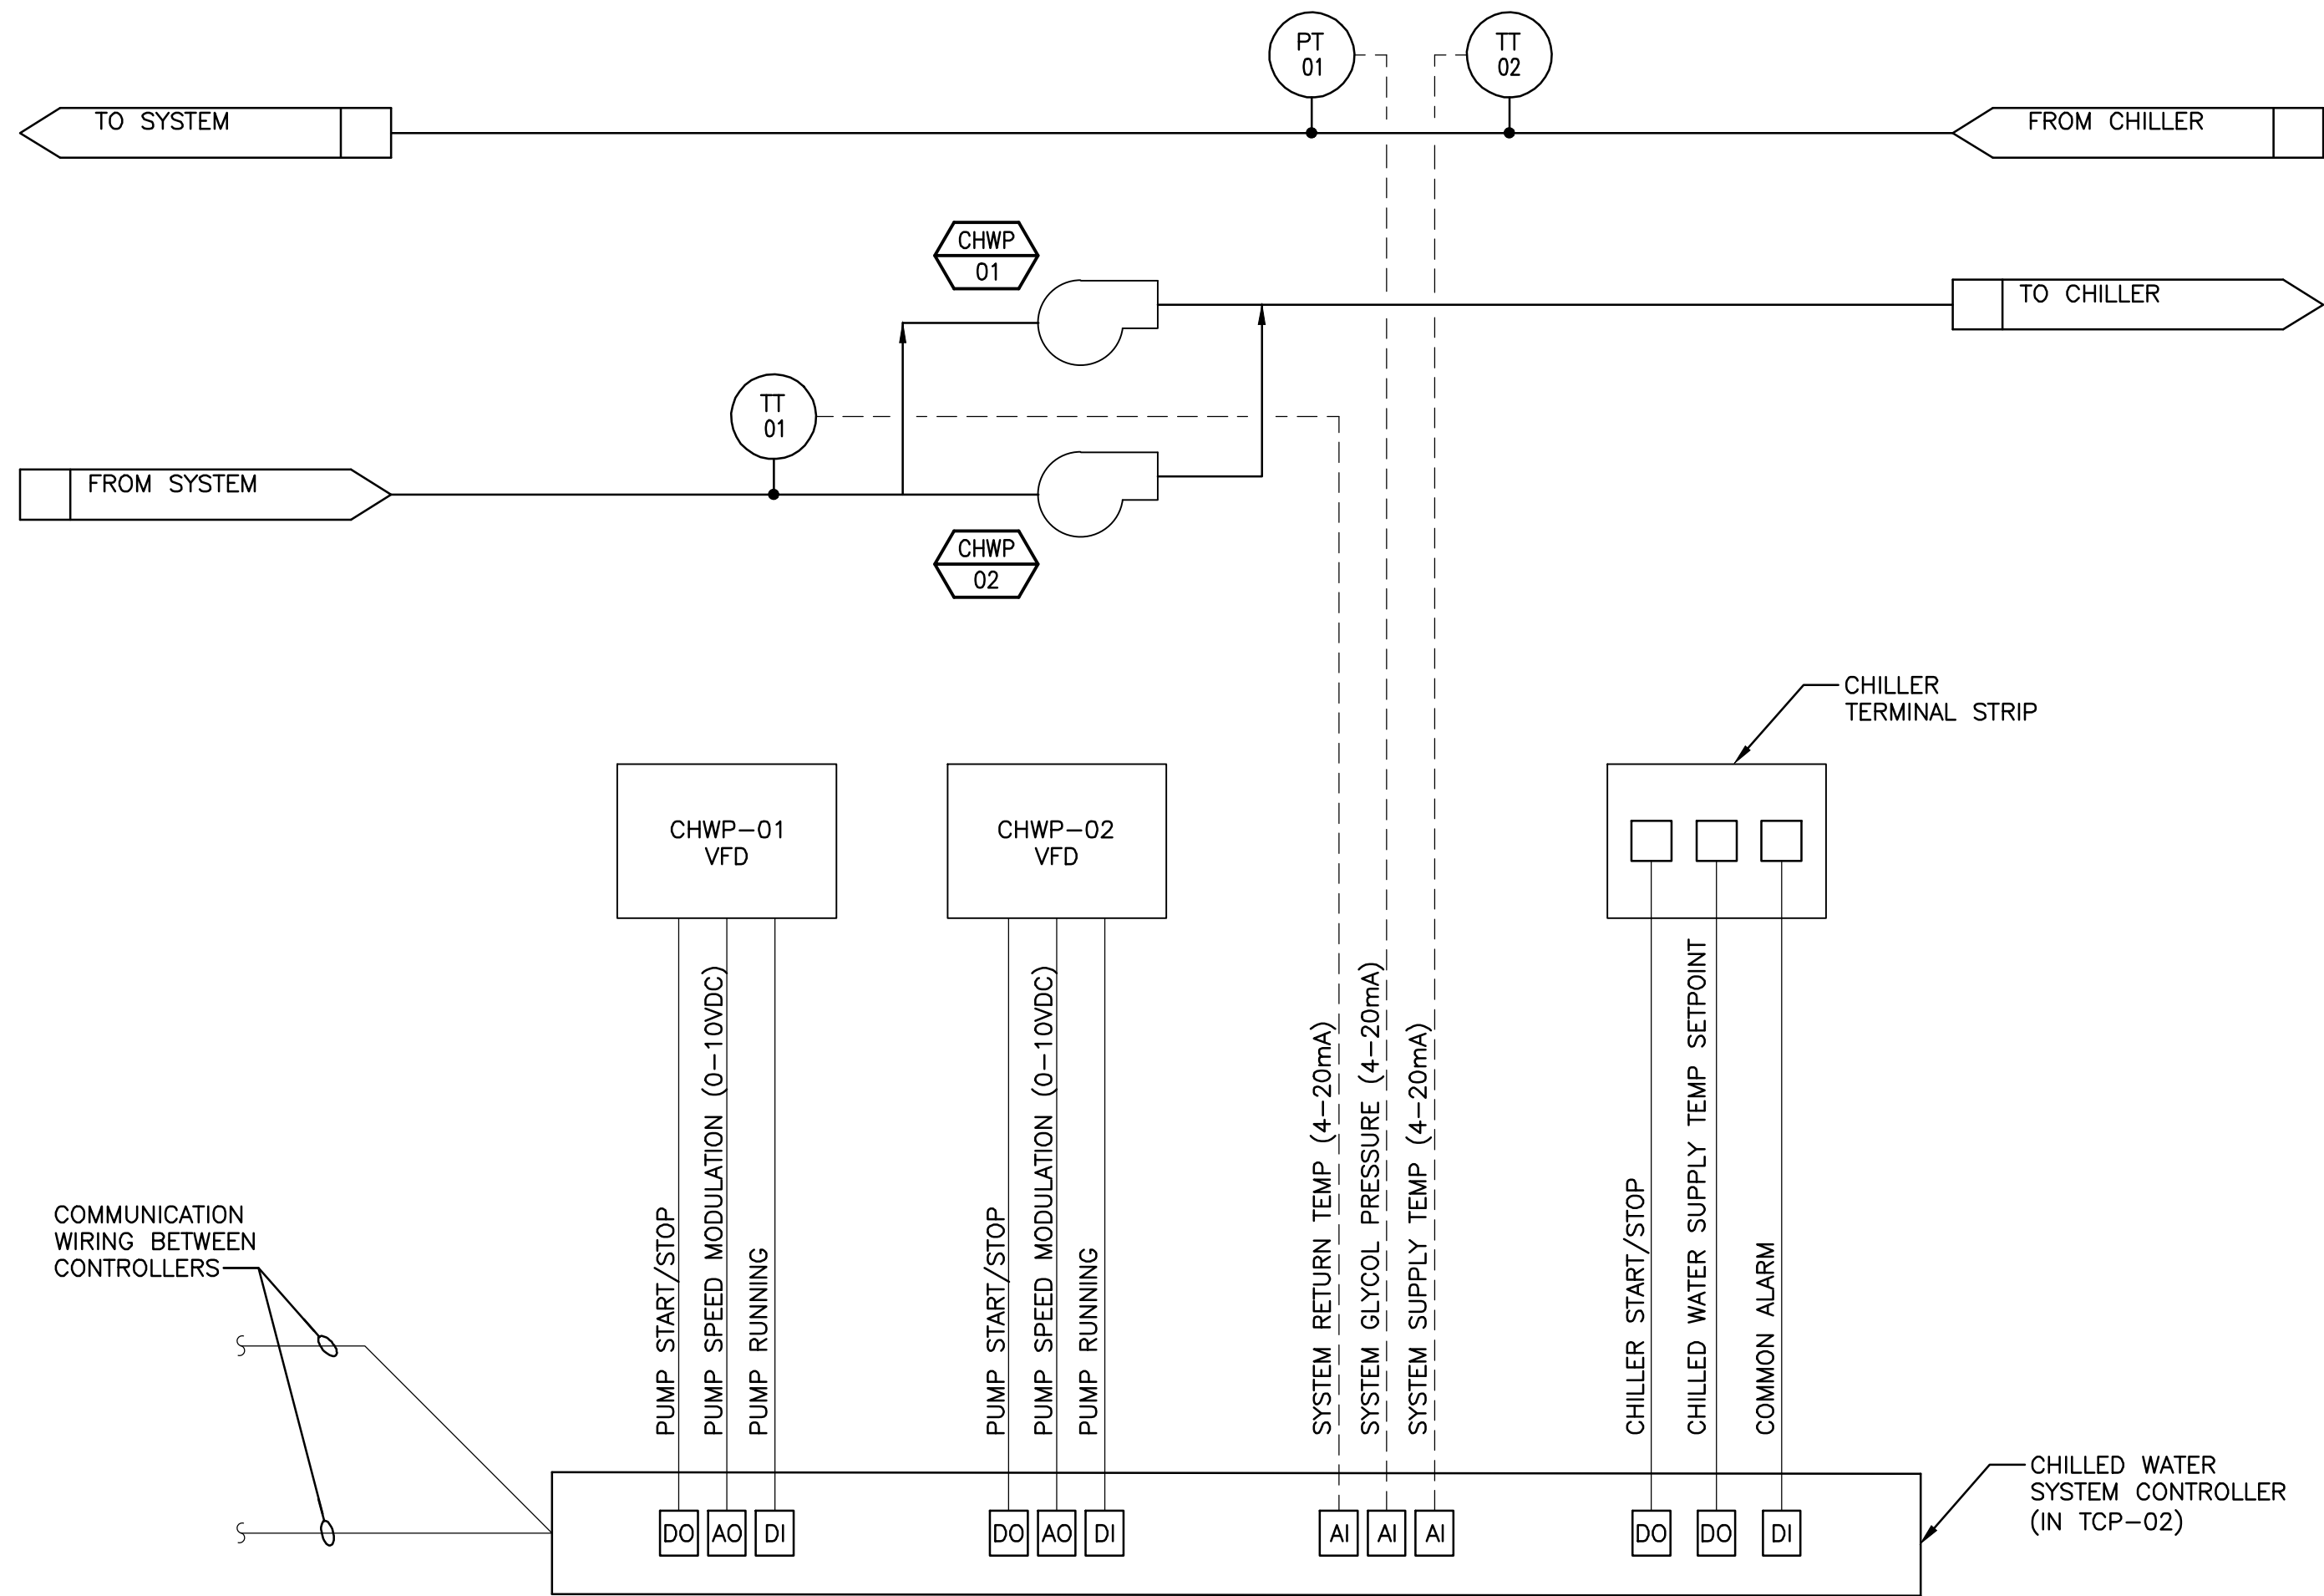 PT
01
TT
02
TO SYSTEM
FROM CHILLER
CHWP
01
TO CHILLER
TT
01
FROM SYSTEM
CHWP
02
CHILLER
TERMINAL STRIP
CHWP-01
VFD
CHWP-02
VFD
PUMP START/STOP
PUMP SPEED MODULATION (0-10VDC)
PUMP RUNNING
PUMP START/STOP
PUMP SPEED MODULATION (0-10VDC)
PUMP RUNNING
SYSTEM RETURN TEMP (4-20mA)
SYSTEM GLYCOL PRESSURE (4-20mA)
SYSTEM SUPPLY TEMP (4-20mA)
CHILLER START/STOP
CHILLED WATER SUPPLY TEMP SETPOINT
COMMON ALARM
COMMUNICATION
WIRING BETWEEN
CONTROLLERS
CHILLED WATER
SYSTEM CONTROLLER
(IN TCP-02)
DO
AO
DI
DO
AO
DI
AI
AI
AI
DO
DO
DI